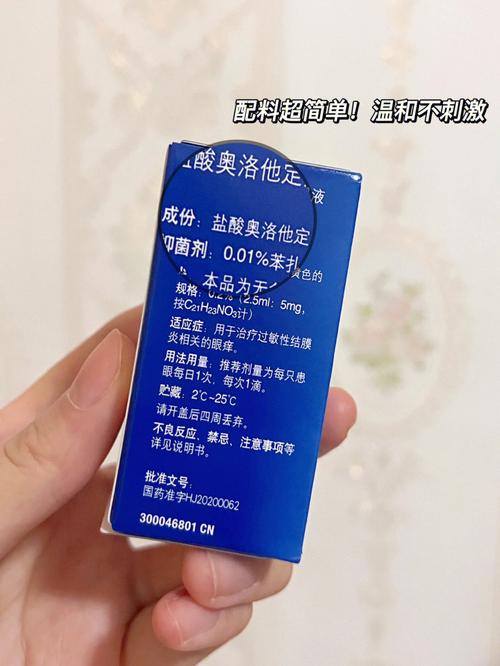 配料超简单！温和不刺激
盐酸奥洛他定
液
成份：盐酸奥洛他定
抑菌剂：0.01%苯扎
黄色的
本品为无
规格：0.2%（2.5ml：5mg，
按C₂₁H₂₃NO₃计）
适应症：用于治疗过敏性结膜
炎相关的眼痒。
用法用量：推荐剂量为每只患
眼每日1次，每次1滴。
贮藏：2℃~25℃
请开盖后四周丢弃。
不良反应、禁忌、注意事项等
详见说明书。
批准文号：
国药准字HJ20200062
300046801 CN